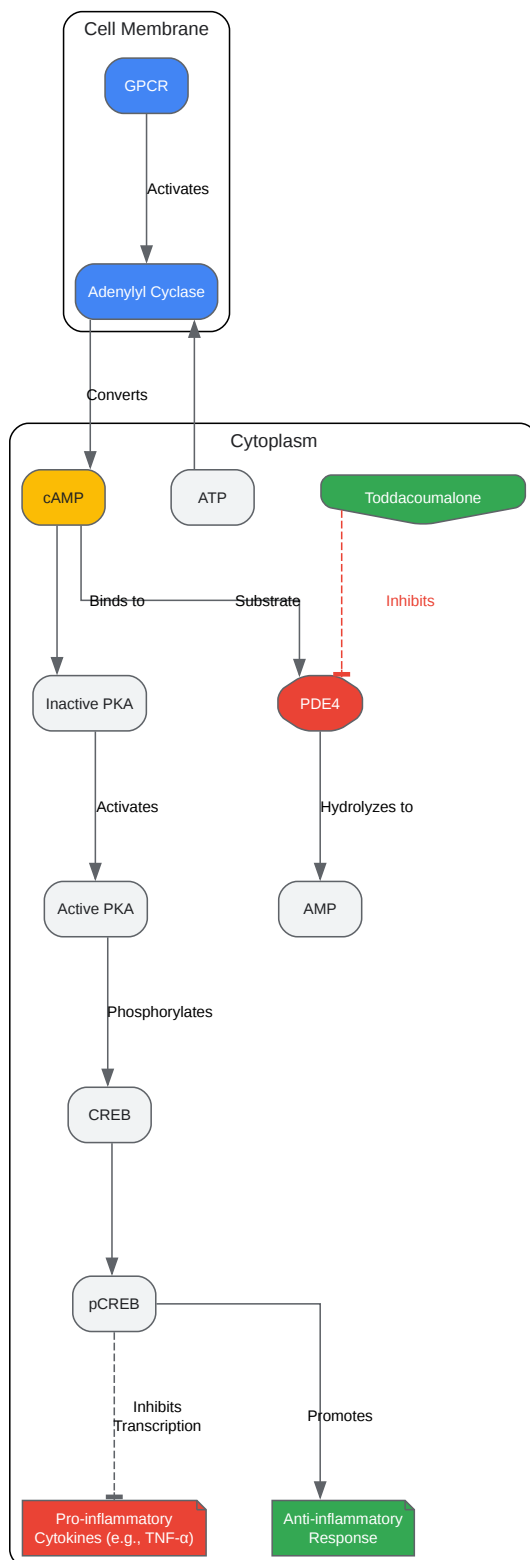 Cell Membrane
GPCR
Activates
Adenylyl Cyclase
Converts
Cytoplasm
cAMP
ATP
Toddacoumalone
Binds to
Substrate
Inhibits
Inactive PKA
PDE4
Activates
Hydrolyzes to
Active PKA
AMP
Phosphorylates
CREB
pCREB
Inhibits
Transcription
Promotes
Pro-inflammatory
Cytokines (e.g., TNF-α)
Anti-inflammatory
Response